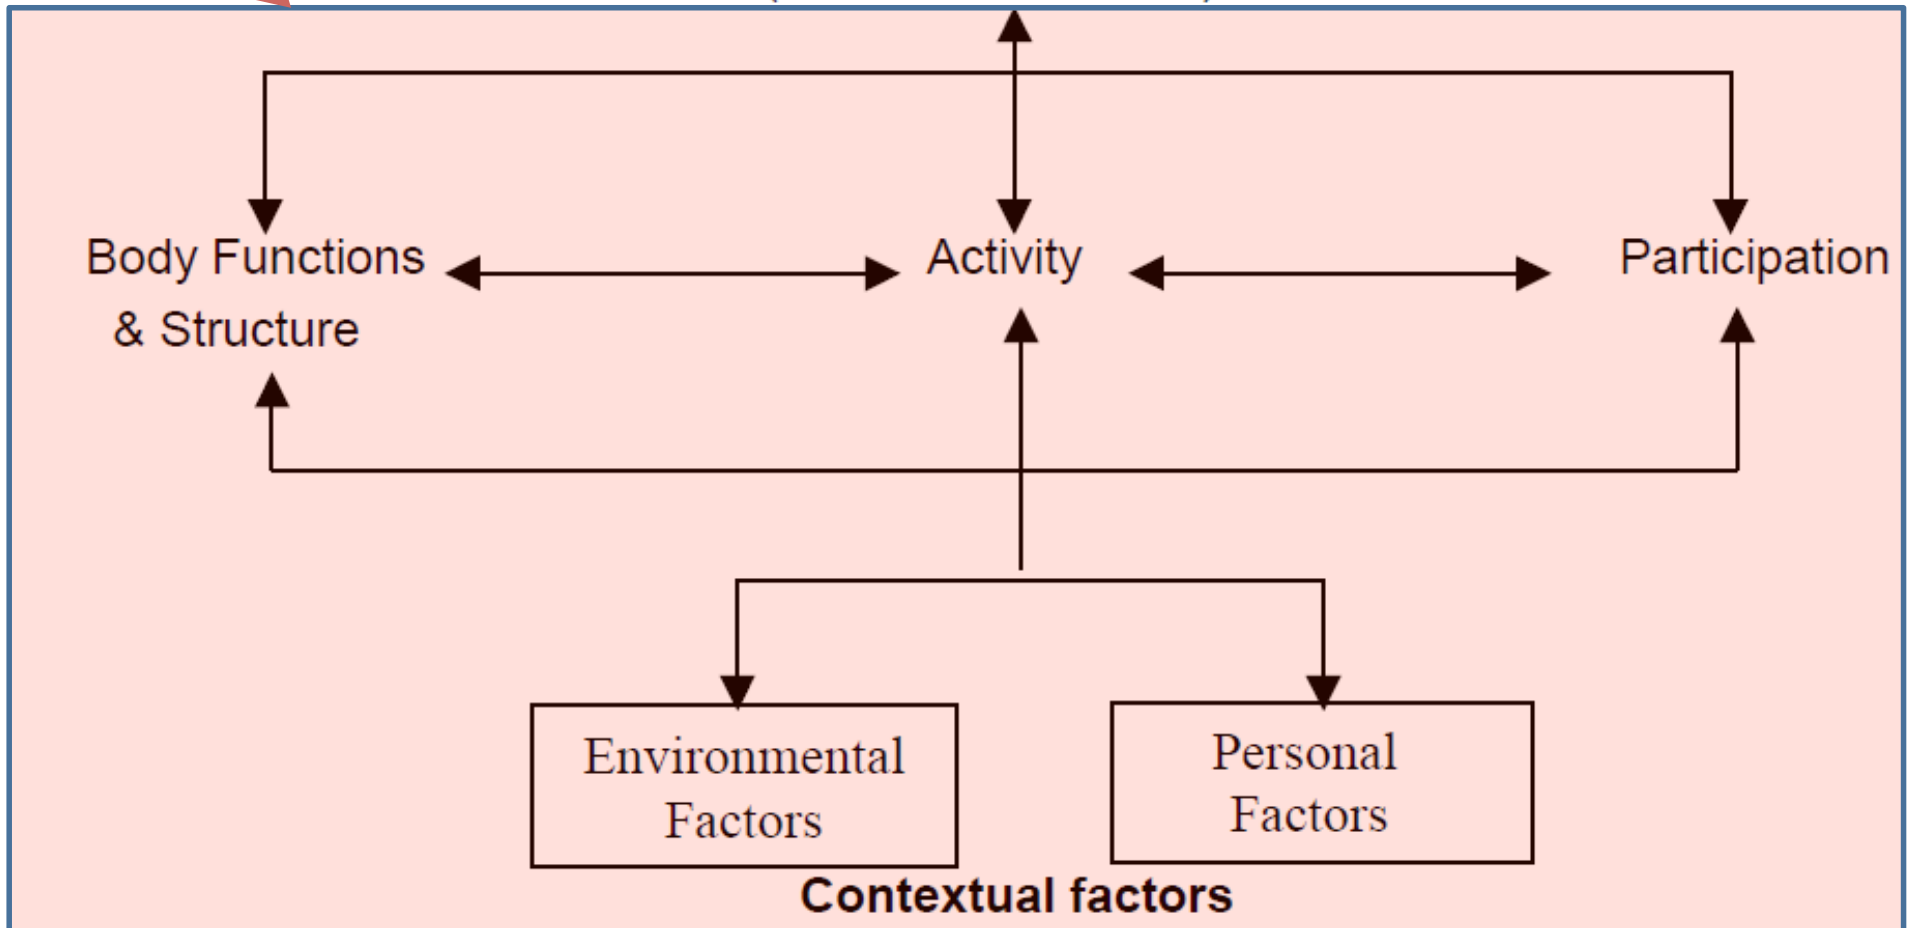 Body Functions
& Structure
Activity
Participation
Environmental
Factors
Personal
Factors
Contextual factors